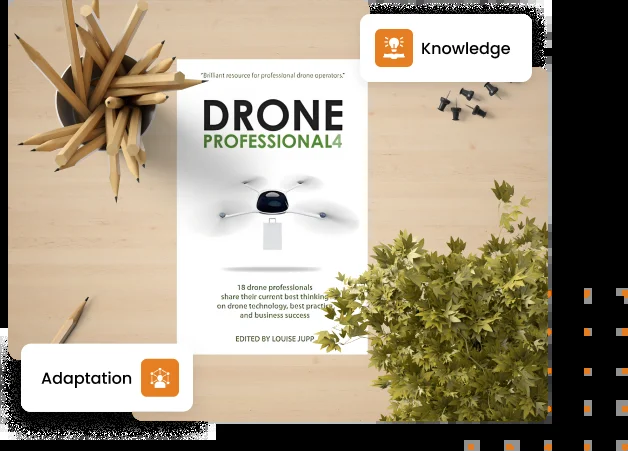 Knowledge
"Brilliant resource for professional drone operators."
DRONE
PROFESSIONAL4
18 drone professionals
share their current best thinking
on drone technology, best practice
and business success
EDITED BY LOUISE JUPP
Adaptation